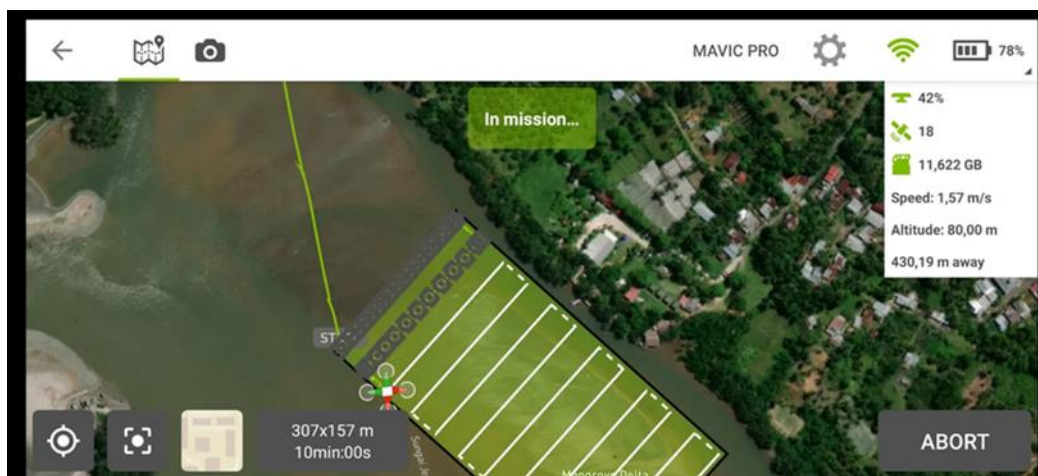 MAVIC PRO
78%
In mission...
42%
18
11,622 GB
Speed: 1,57 m/s
Altitude: 80,00 m
430,19 m away
ST
307x157 m
10min:00s
ABORT
Mangrove Delta